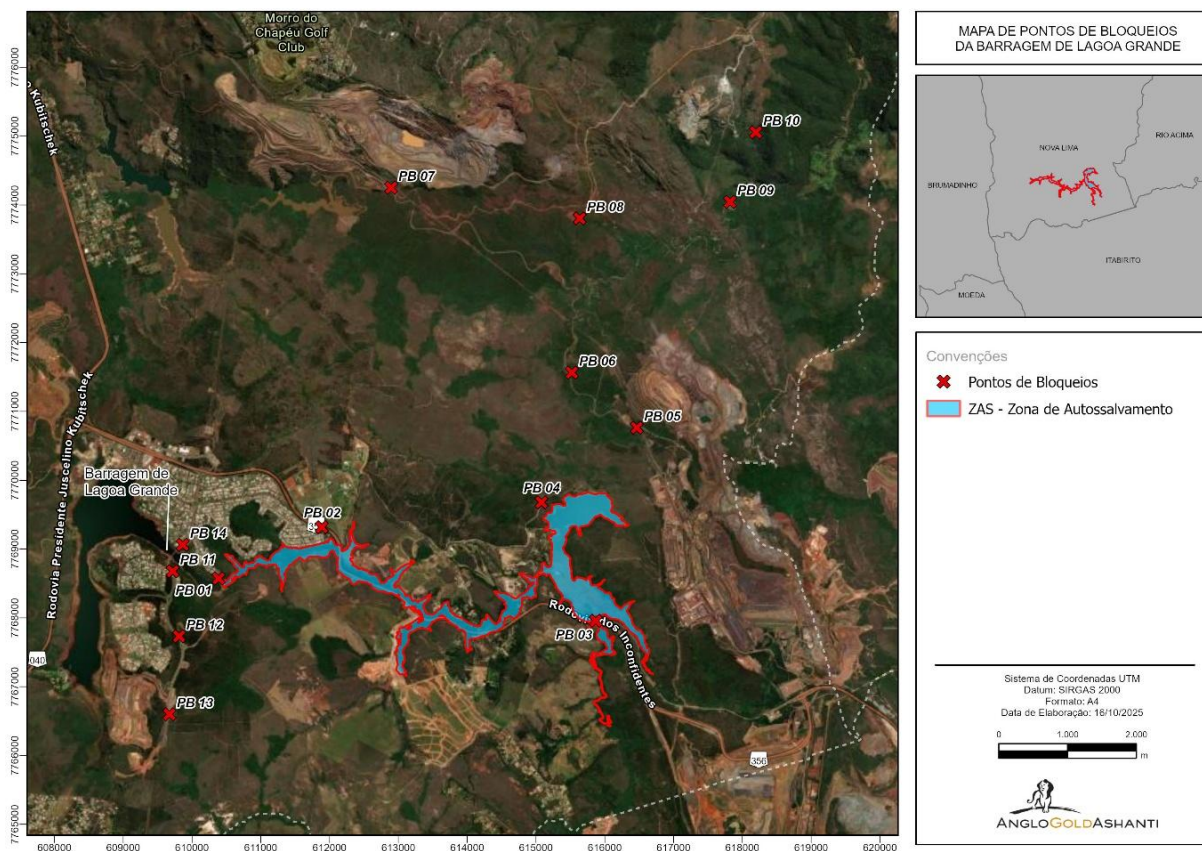 Morro do
Chapéu Golf
Club
Kubitschek
PB 10
PB 07
PB 09
PB 08
PB 06
PB 05
Rodovia Presidente Juscelino Kubitschek
Barragem de
Lagoa Grande
PB 04
PB 02
PB 14
PB 11
PB 01
PB 03
Rodovia dos Inconfidentes
PB 12
PB 13
040
356
7776000
7775000
7774000
7773000
7772000
7771000
7770000
7769000
7768000
7767000
7766000
7765000
608000
609000
610000
611000
612000
613000
614000
615000
616000
617000
618000
619000
620000
MAPA DE PONTOS DE BLOQUEIOS
DA BARRAGEM DE LAGOA GRANDE
RIO ACIMA
NOVA LIMA
BRUMADINHO
ITABIRITO
MOEDA
Convenções
Pontos de Bloqueios
ZAS - Zona de Autossalvamento
Sistema de Coordenadas UTM
Datum: SIRGAS 2000
Formato: A4
Data de Elaboração: 16/10/2025
0 1.000 2.000
m
ANGLOGOLDASHANTI